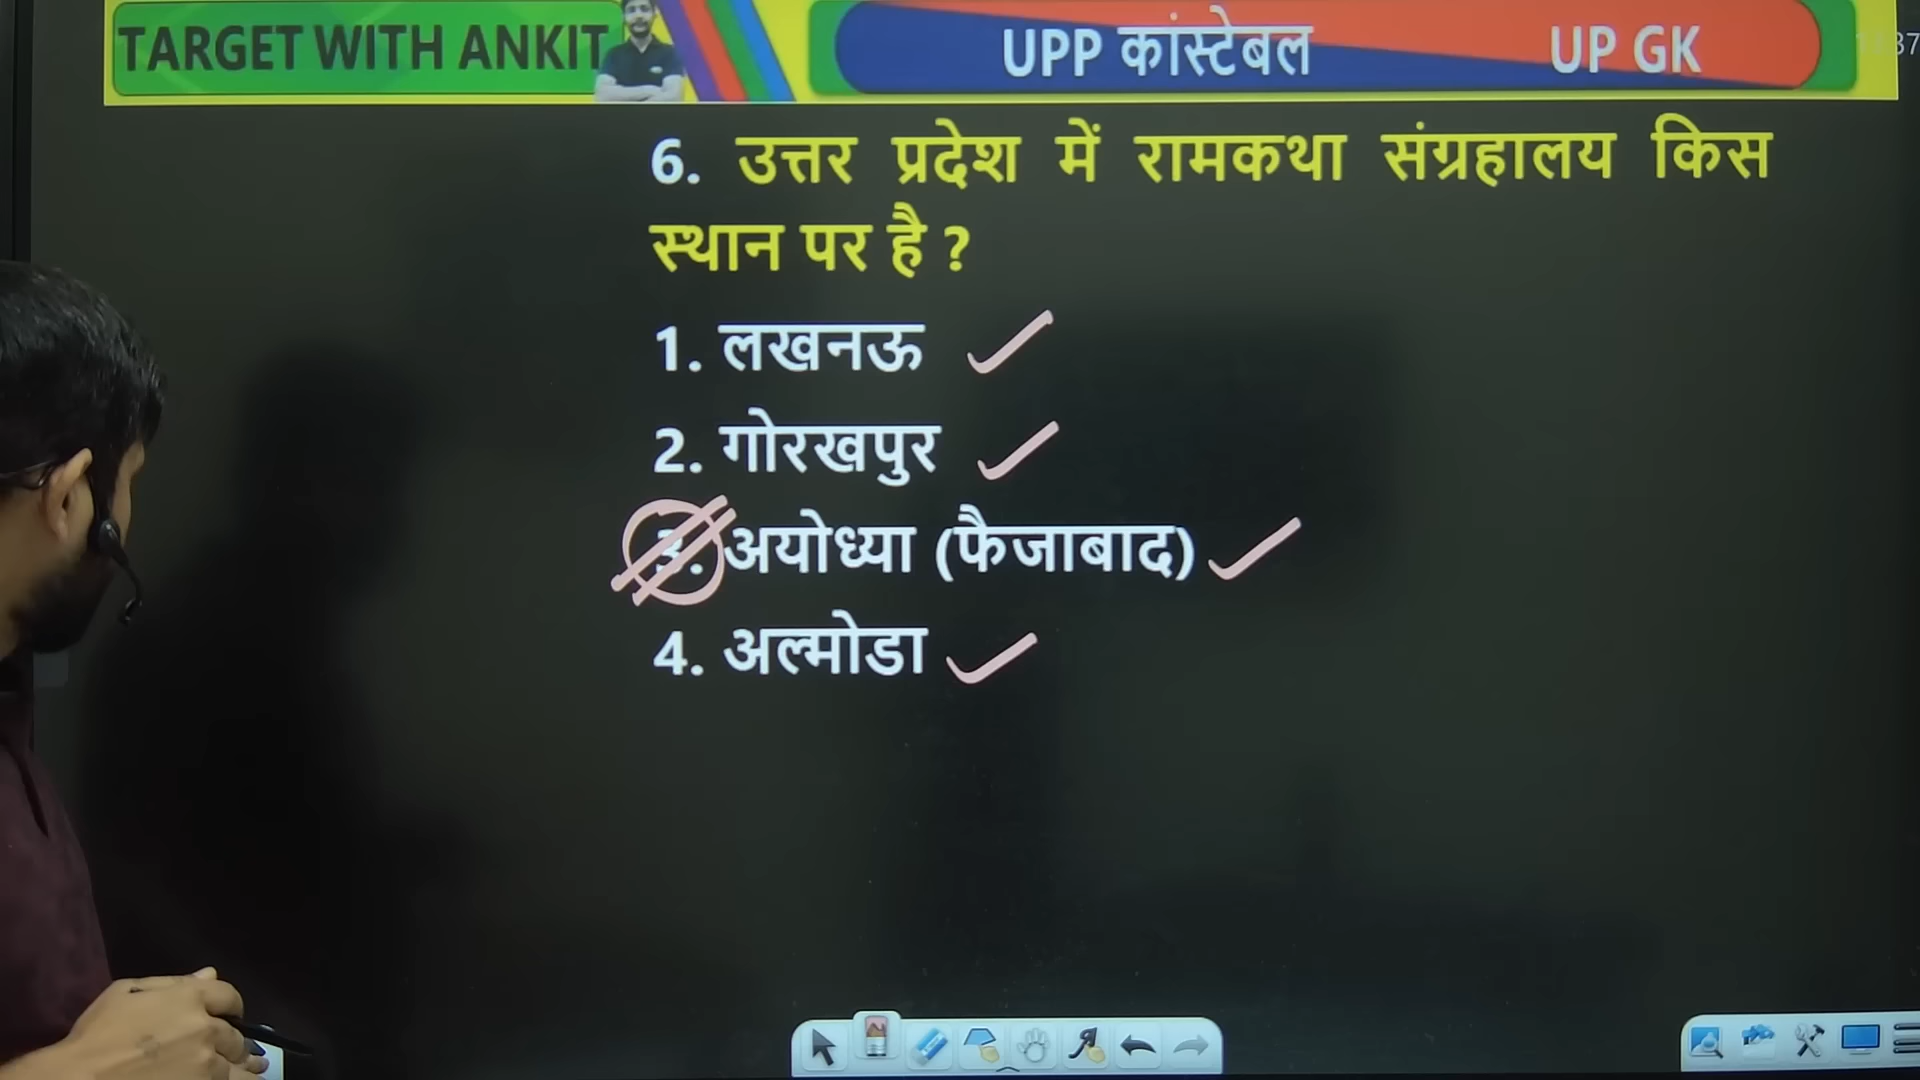 TARGET WITH ANKIT
UPP कांस्टेबल
UP GK
6. उत्तर प्रदेश में रामकथा संग्रहालय किस
स्थान पर है ?
1. लखनऊ
2. गोरखपुर
3. अयोध्या (फैजाबाद)
4. अल्मोडा